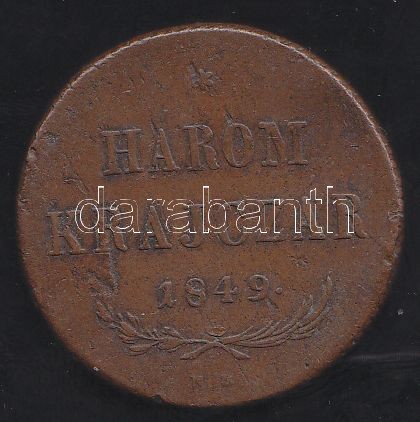 HAROM
darabanth
KRAJCZAR
1849.
N.B.